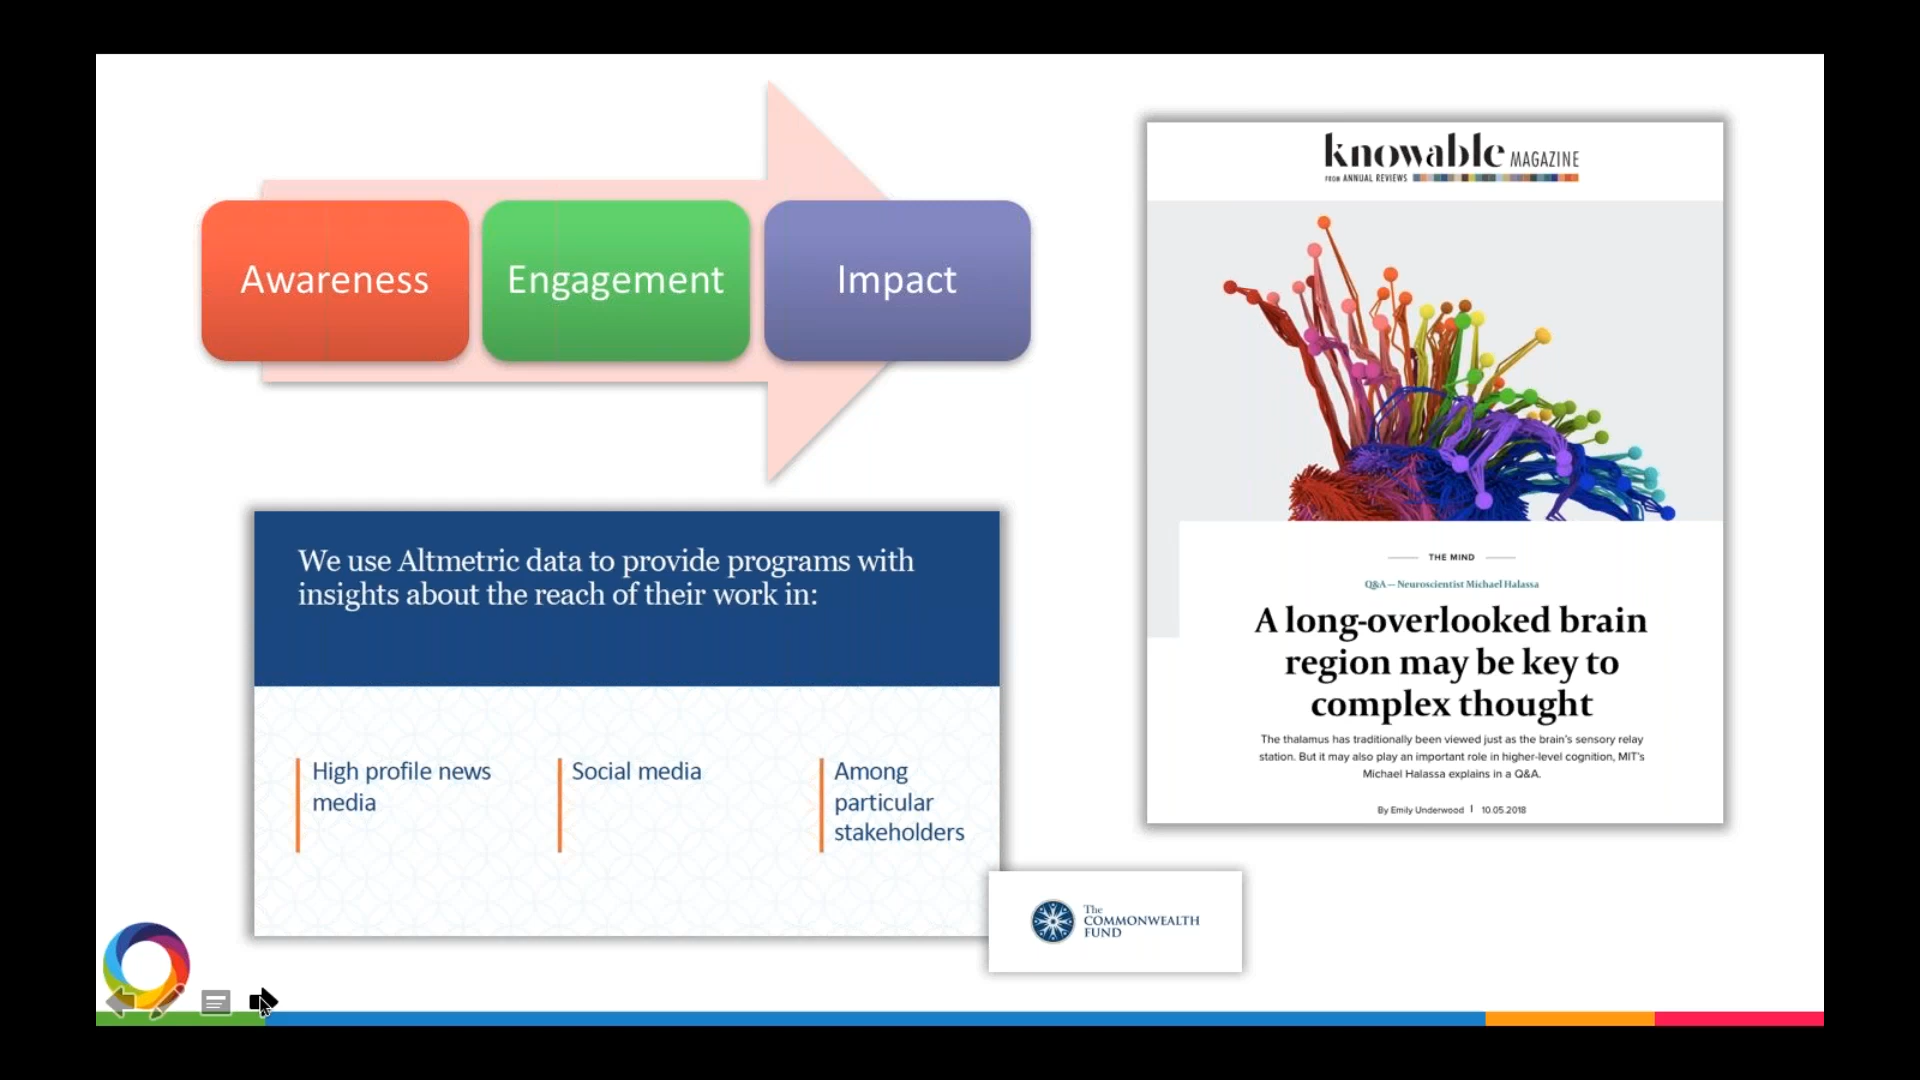 Awareness
Engagement
Impact
We use Altmetric data to provide programs with
insights about the reach of their work in:
High profile news
media
Social media
Among
particular
stakeholders
The
COMMONWEALTH
FUND
knowable MAGAZINE
FROM ANNUAL REVIEWS
THE MIND
Q&A — Neuroscientist Michael Halassa
A long-overlooked brain
region may be key to
complex thought
The thalamus has traditionally been viewed just as the brain's sensory relay
station. But it may also play an important role in higher-level cognition, MIT's
Michael Halassa explains in a Q&A.
By Emily Underwood | 10.05.2018